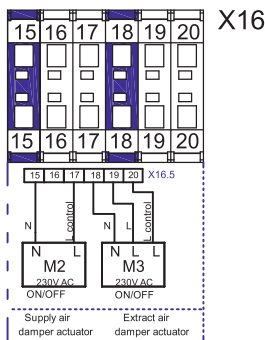 X16
15 16 17 18 19 20
15 16 17 18 19 20
15 16 17 18 19 20 X16.5
N L control N L L control
N L N L L
M2 M3
230V AC 230V AC
ON/OFF ON/OFF
Supply air Extract air
damper actuator damper actuator